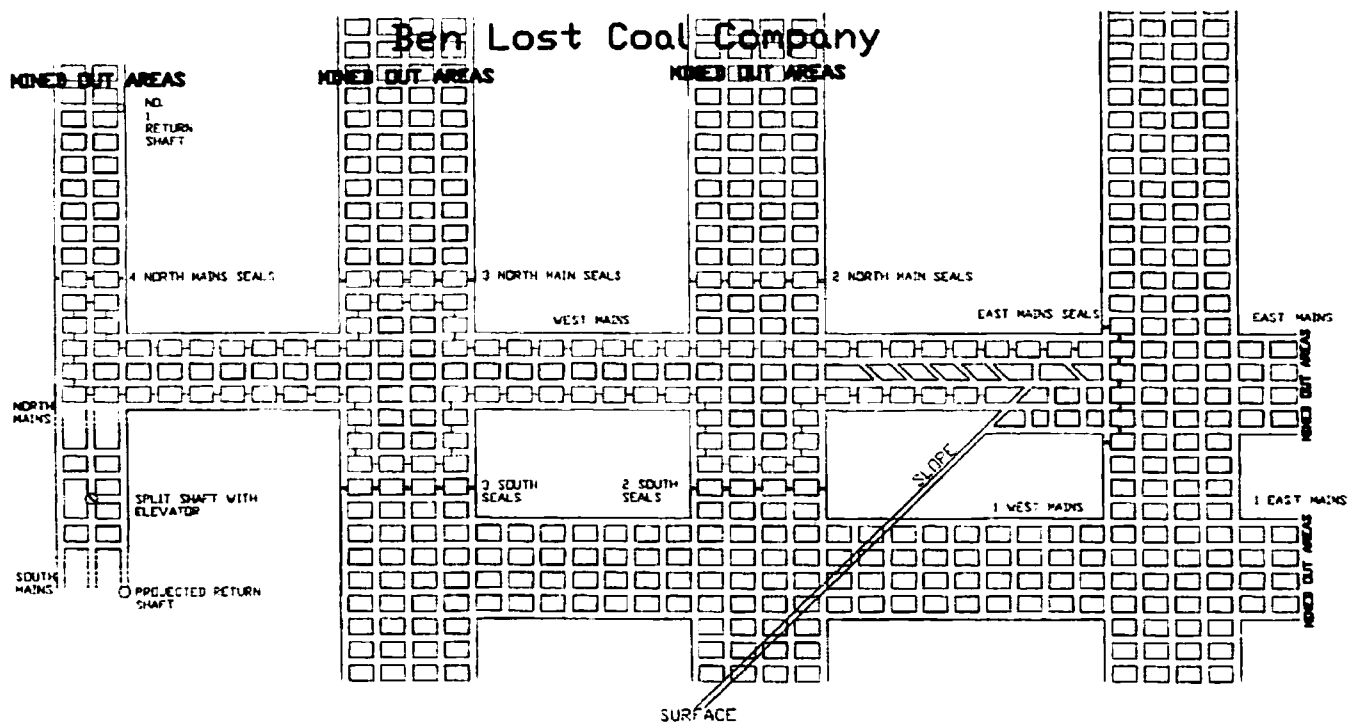 Ben Lost Coal Company
MINED OUT AREAS
MINED OUT AREAS
MINED OUT AREAS
NO.
1
RETURN
SHAFT
4 NORTH MAINS SEALS
3 NORTH MAIN SEALS
2 NORTH MAIN SEALS
WEST MAINS
EAST MAINS SEALS
EAST MAINS
MINED OUT AREAS
NORTH
MAINS
SLOPE
SPLIT SHAFT WITH
ELEVATOR
3 SOUTH
SEALS
2 SOUTH
SEALS
1 WEST MAINS
1 EAST MAINS
MINED OUT AREAS
SOUTH
MAINS
PROJECTED RETURN
SHAFT
SURFACE